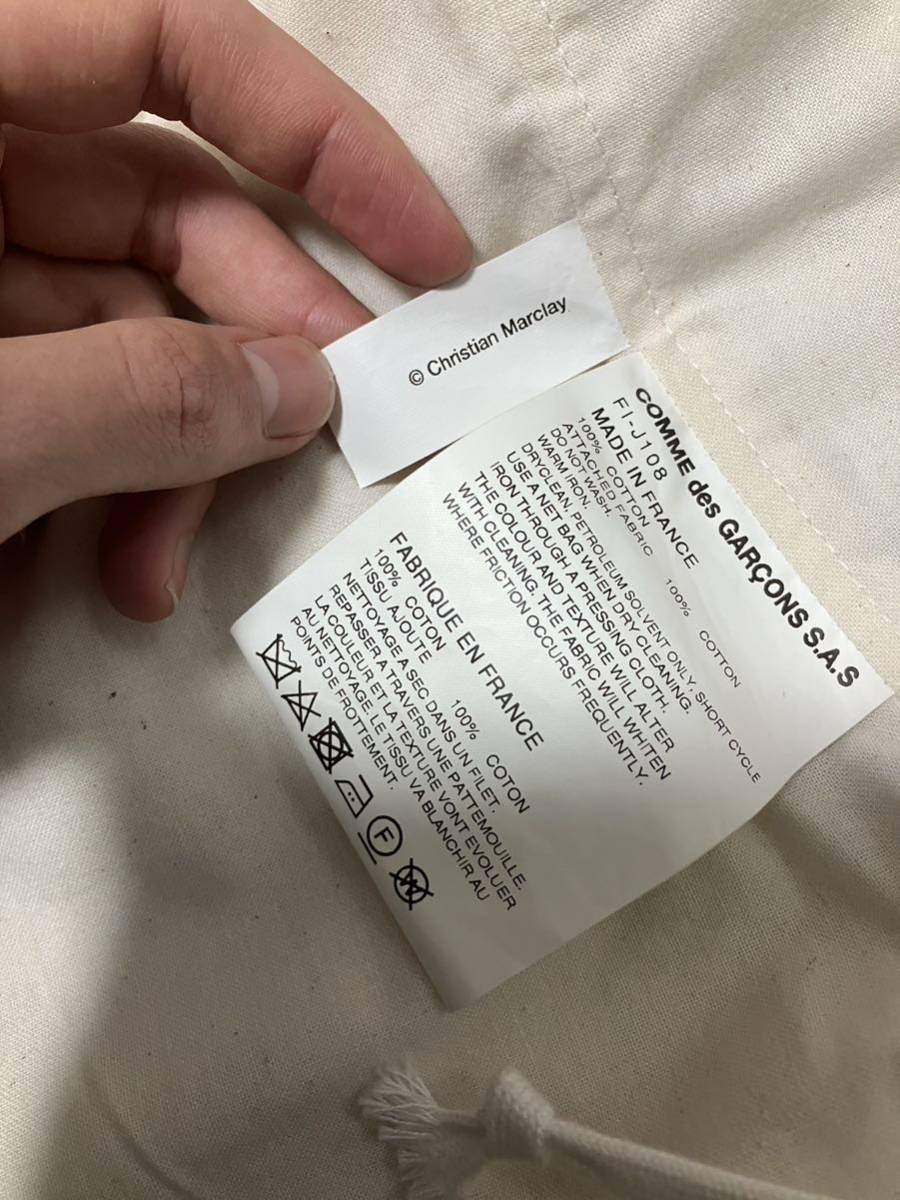 © Christian Marclay
COMME des GARÇONS S.A.S
FI-J108
MADE IN FRANCE
100% COTTON
ATTACHED FABRIC 100% COTTON
DO NOT WASH.
WARM IRON.
DRYCLEAN, PETROLEUM SOLVENT ONLY, SHORT CYCLE
USE A NET BAG WHEN DRY CLEANING.
IRON THROUGH A PRESSING CLOTH.
THE COLOUR AND TEXTURE WILL ALTER
WITH CLEANING, THE FABRIC WILL WHITEN
WHERE FRICTION OCCURS FREQUENTLY.
FABRIQUE EN FRANCE
100% COTON
TISSU AJOUTE 100% COTON
NETTOYAGE A SEC DANS UN FILET.
REPASSER A TRAVERS UNE PATTEMOUILLE.
LA COULEUR ET LA TEXTURE VONT EVOLUER
AU NETTOYAGE. LE TISSU VA BLANCHIR AU
POINTS DE FROTTEMENT.
F
W